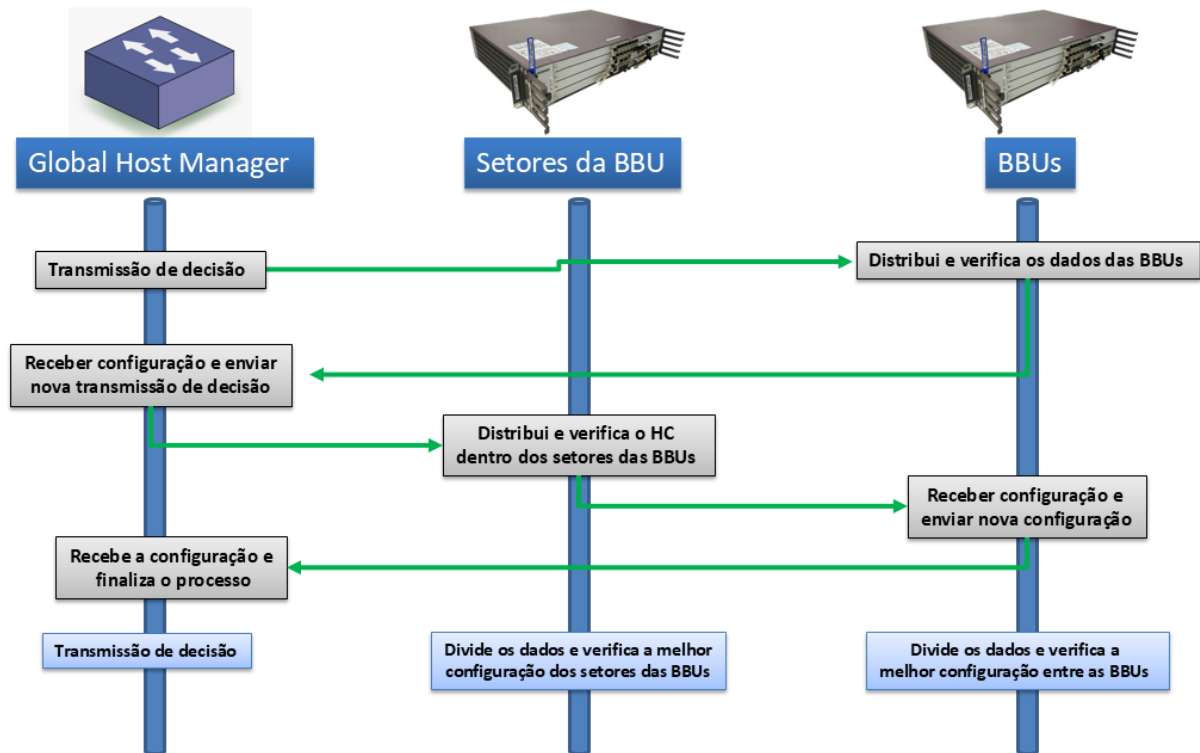 Global Host Manager
Setores da BBU
BBUs
Transmissão de decisão
Distribui e verifica os dados das BBUs
Receber configuração e enviar
nova transmissão de decisão
Distribui e verifica o HC
dentro dos setores das BBUs
Receber configuração e
enviar nova configuração
Recebe a configuração e
finaliza o processo
Transmissão de decisão
Divide os dados e verifica a melhor
configuração dos setores das BBUs
Divide os dados e verifica a
melhor configuração entre as BBUs